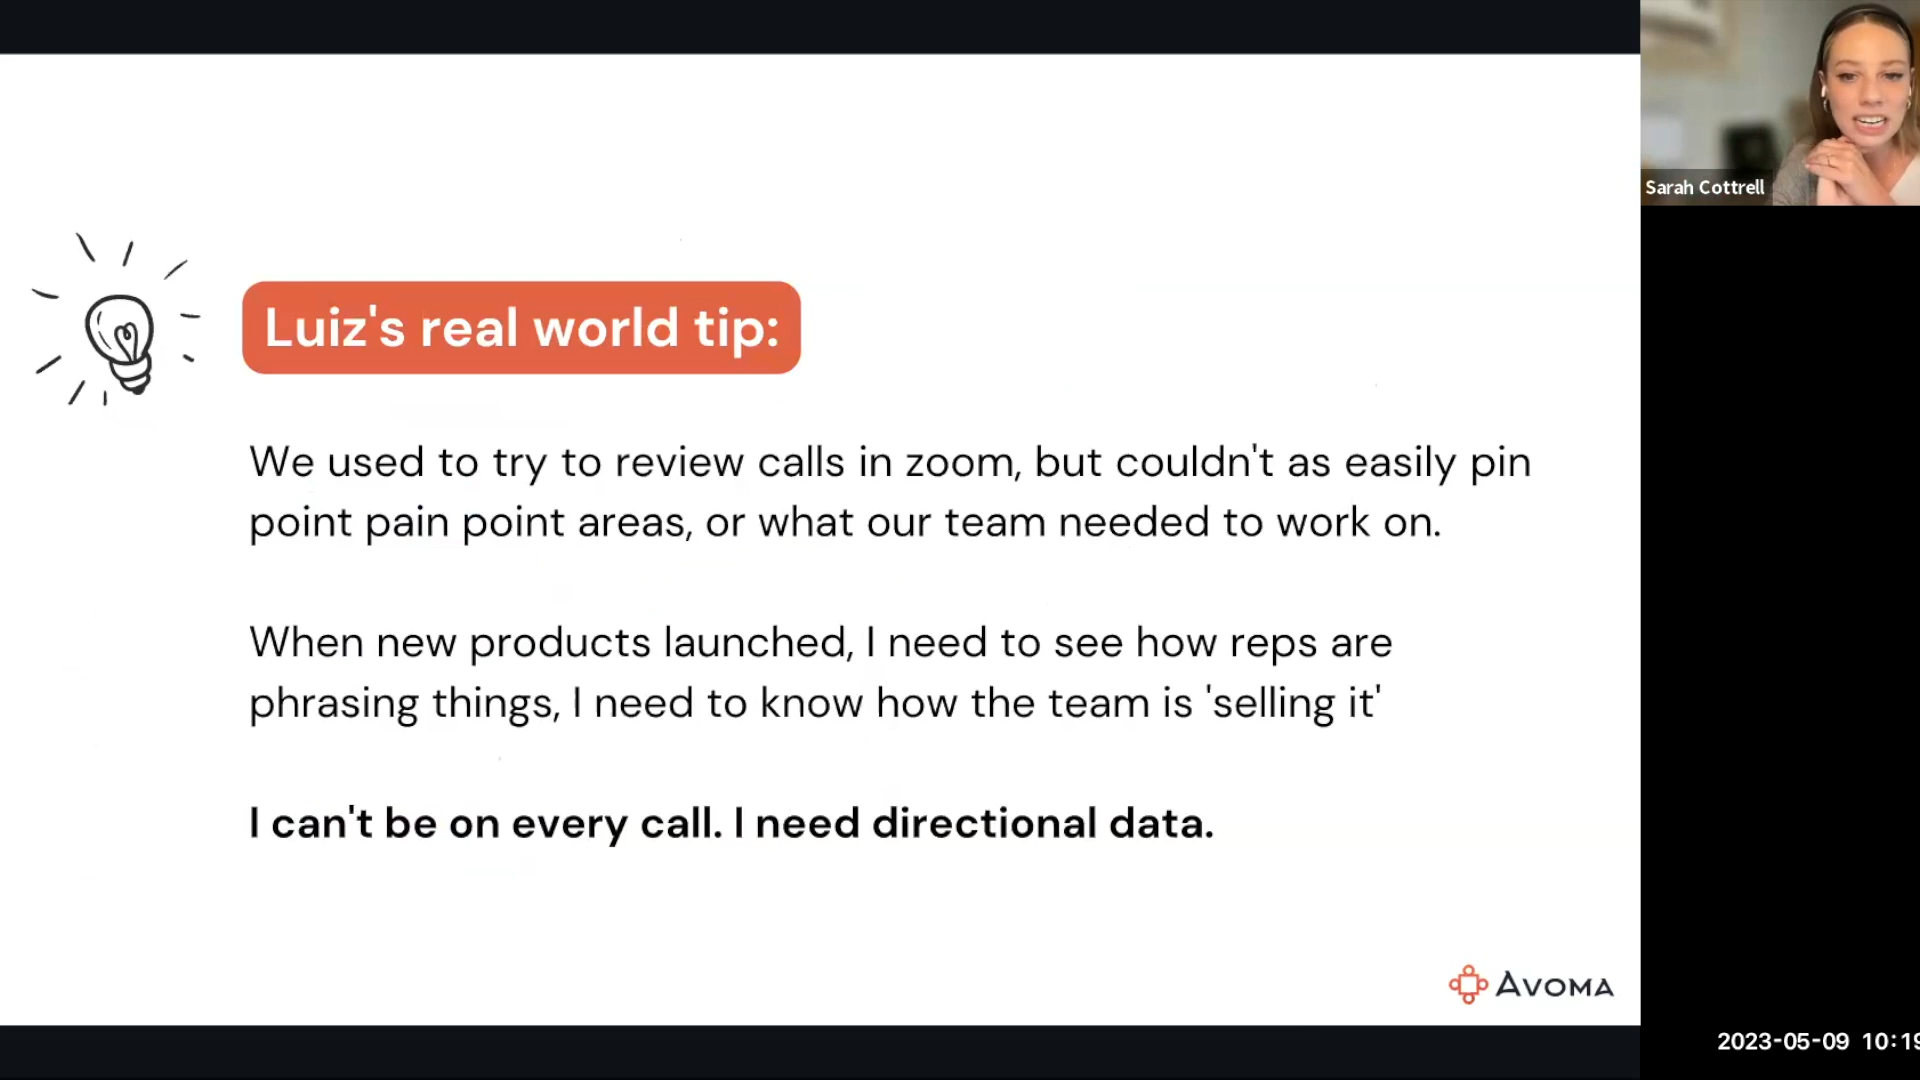 Sarah Cottrell
Luiz's real world tip:
We used to try to review calls in zoom, but couldn't as easily pin
point pain point areas, or what our team needed to work on.
When new products launched, I need to see how reps are
phrasing things, I need to know how the team is 'selling it'
I can't be on every call. I need directional data.
AVOMA
2023-05-09 10:19